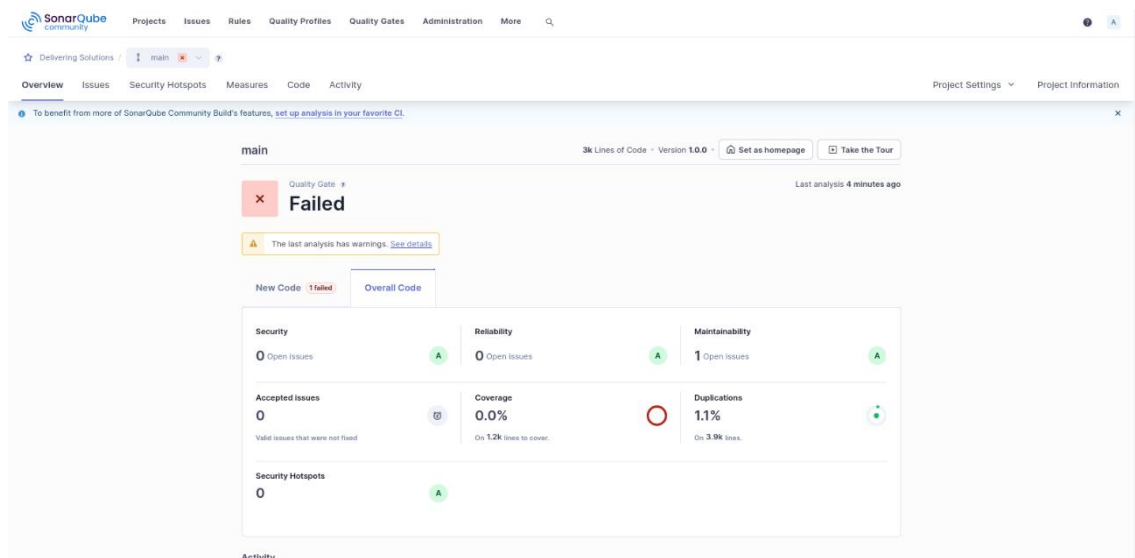 SonarQube community Projects Issues Rules Quality Profiles Quality Gates Administration More A
Delivering Solutions / main
Overview Issues Security Hotspots Measures Code Activity Project Settings Project Information
To benefit from more of SonarQube Community Build's features, set up analysis in your favorite CI.
main 3k Lines of Code • Version 1.0.0 • Set as homepage Take the Tour
Quality Gate Last analysis 4 minutes ago
Failed
The last analysis has warnings. See details
New Code 1 failed Overall Code
Security Reliability Maintainability
0 Open issues A 0 Open issues A 1 Open issues A
Accepted issues Coverage Duplications
0 0.0% 1.1%
Valid issues that were not fixed On 1.2k lines to cover. On 3.9k lines.
Security Hotspots
0 A
Activity